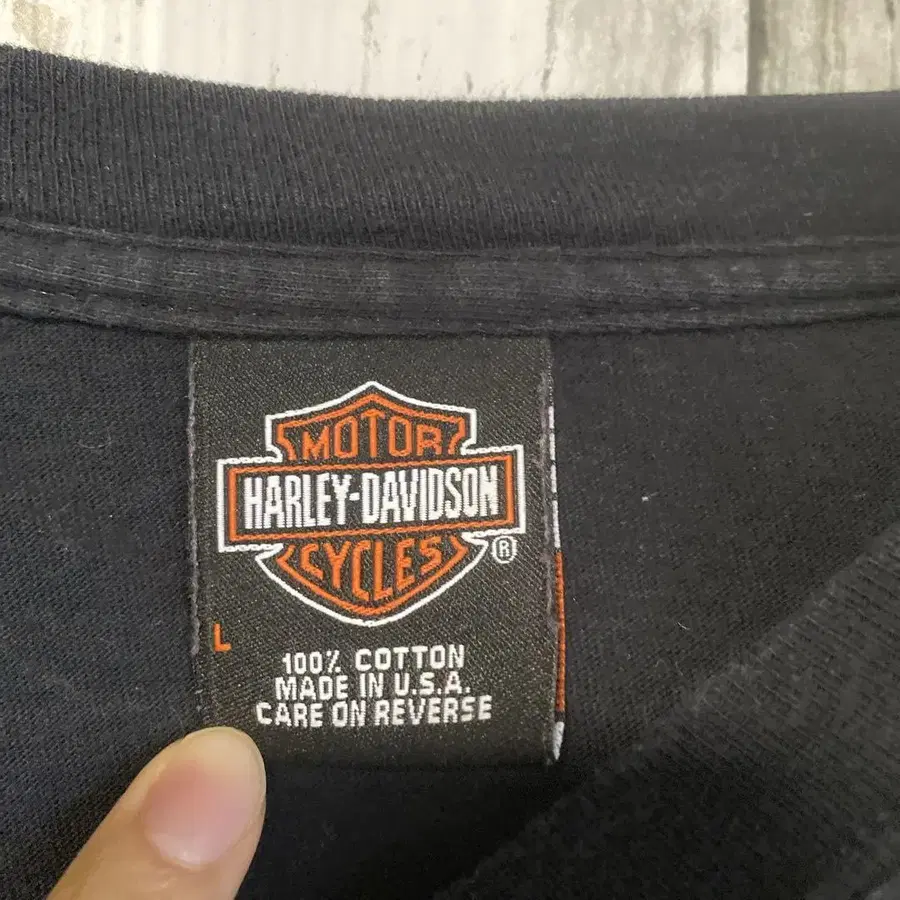 MOTOR
HARLEY-DAVIDSON
CYCLES
®
L
100% COTTON
MADE IN U.S.A.
CARE ON REVERSE